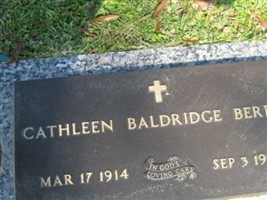 CATHLEEN BALDRIDGE
IN GOD'S
LOVING CARE
MAR 17 1914 SEP 3